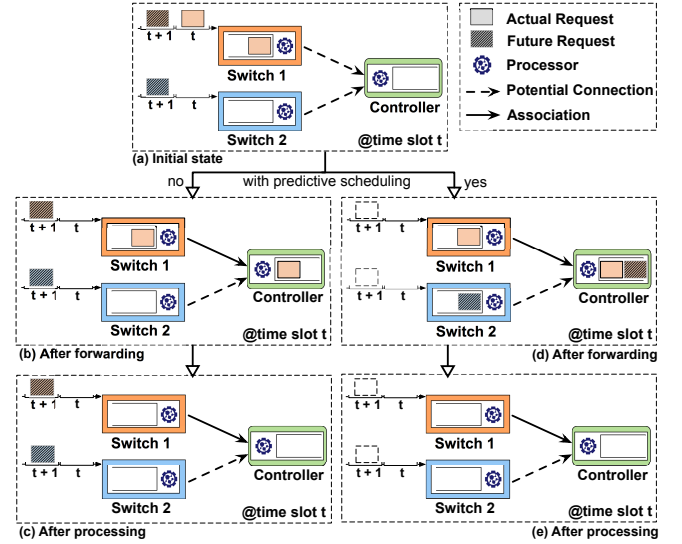 t + 1 t
Switch 1
t + 1 t
Switch 2
Controller
@time slot t
(a) Initial state
Actual Request
Future Request
Processor
Potential Connection
Association
no with predictive scheduling yes
t + 1 t
Switch 1
t + 1 t
Switch 2
Controller
@time slot t
(b) After forwarding
t + 1 t
Switch 1
t + 1 t
Switch 2
Controller
@time slot t
(d) After forwarding
t + 1 t
Switch 1
t + 1 t
Switch 2
Controller
@time slot t
(c) After processing
t + 1 t
Switch 1
t + 1 t
Switch 2
Controller
@time slot t
(e) After processing